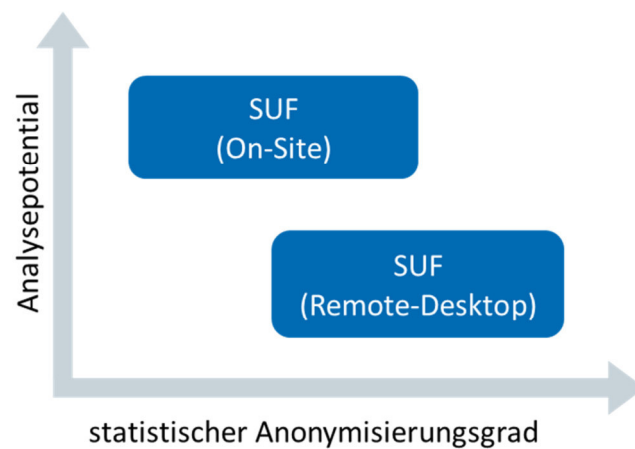 Analysepotential
SUF
(On-Site)
SUF
(Remote-Desktop)
statistischer Anonymisierungsgrad